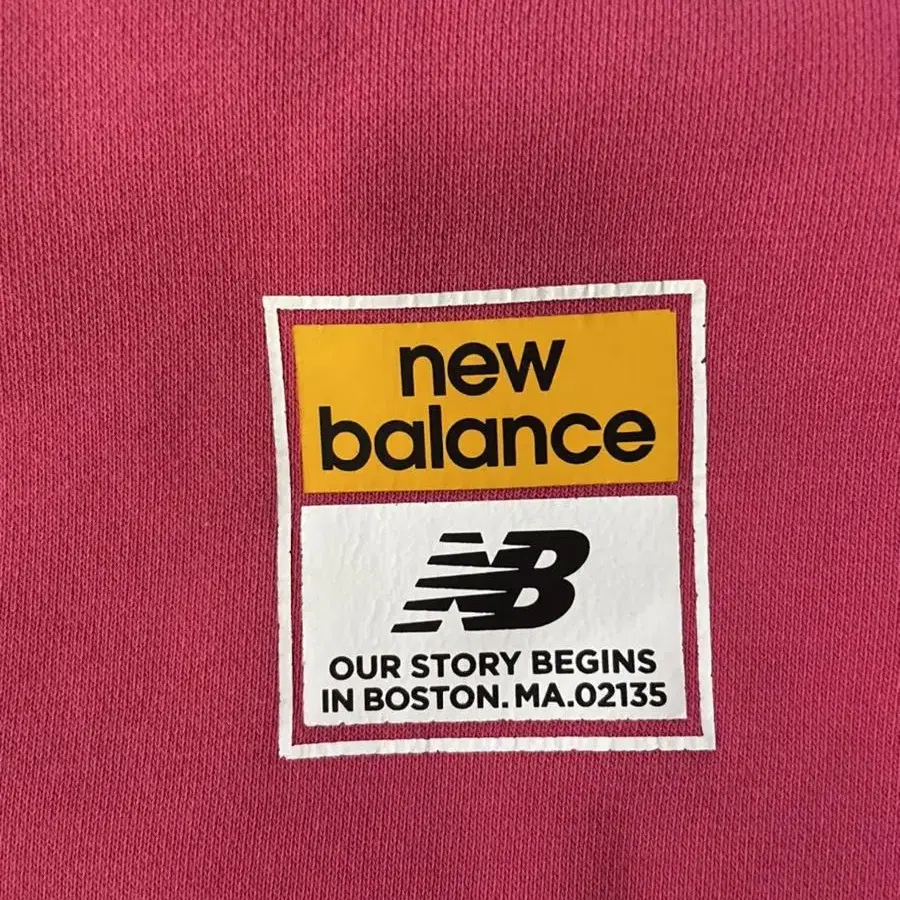 new
balance
NB
OUR STORY BEGINS
IN BOSTON. MA.02135